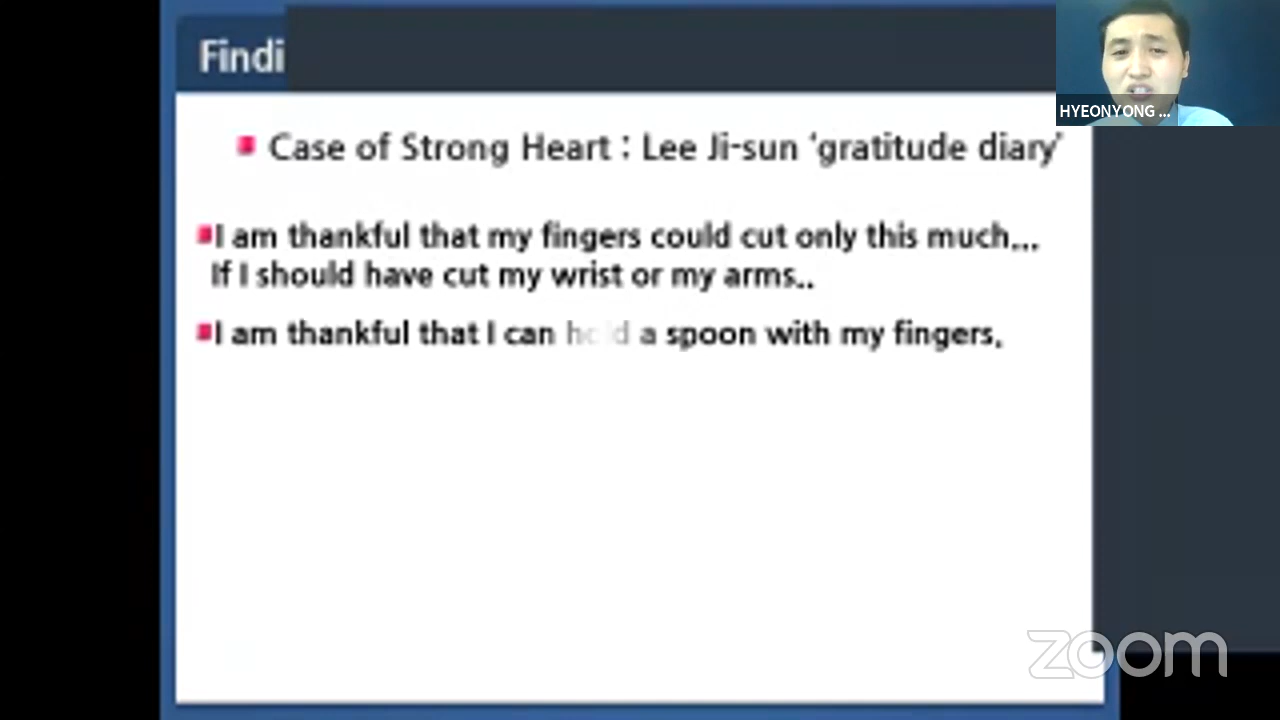 Findi
HYEONYONG ...
Case of Strong Heart : Lee Ji-sun ‘gratitude diary’
I am thankful that my fingers could cut only this much...
If I should have cut my wrist or my arms..
I am thankful that I can hold a spoon with my fingers.
zoom